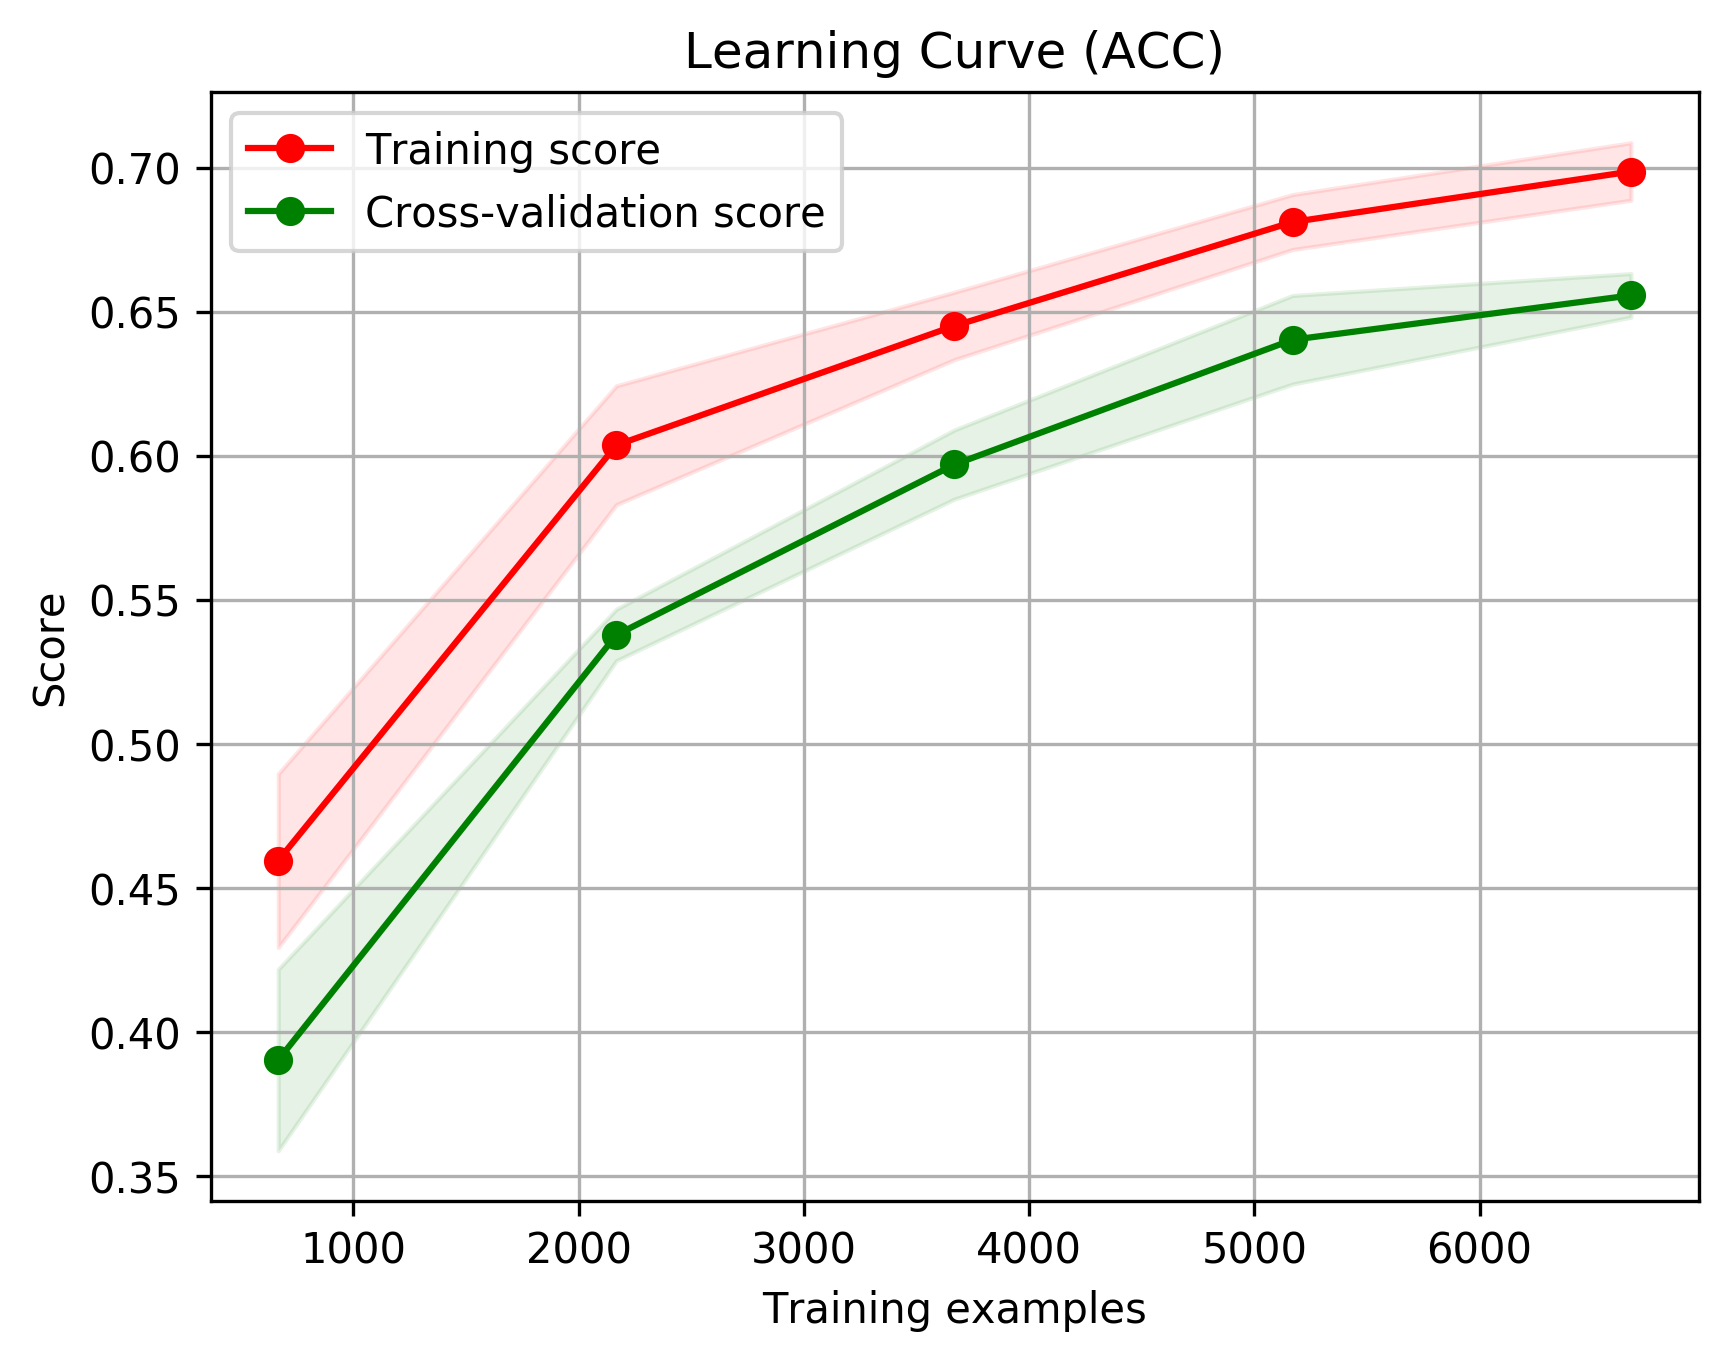 Learning Curve (ACC)
Training score
Cross-validation score
0.70
0.65
0.60
0.55
0.50
0.45
0.40
0.35
Score
1000 2000 3000 4000 5000 6000
Training examples